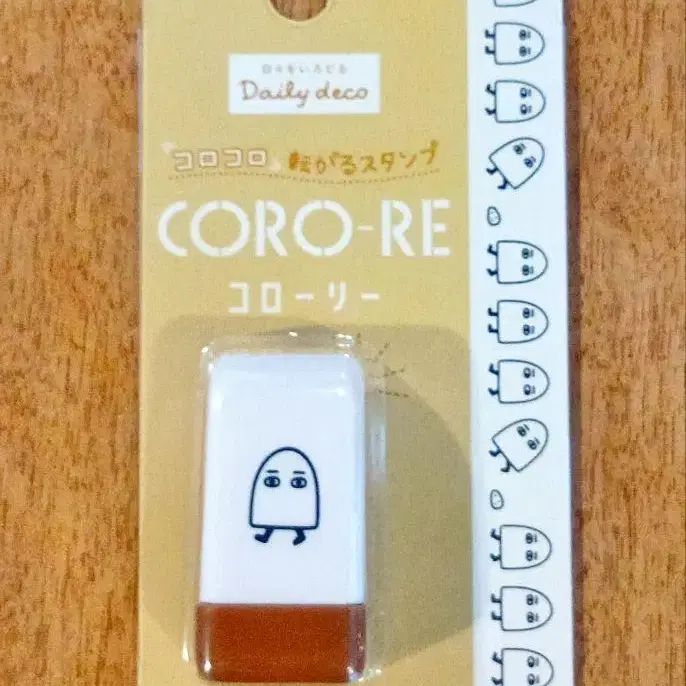 日々をいろどる
Daily deco
コロコロ 転がるスタンプ
CORO-RE
コローリー